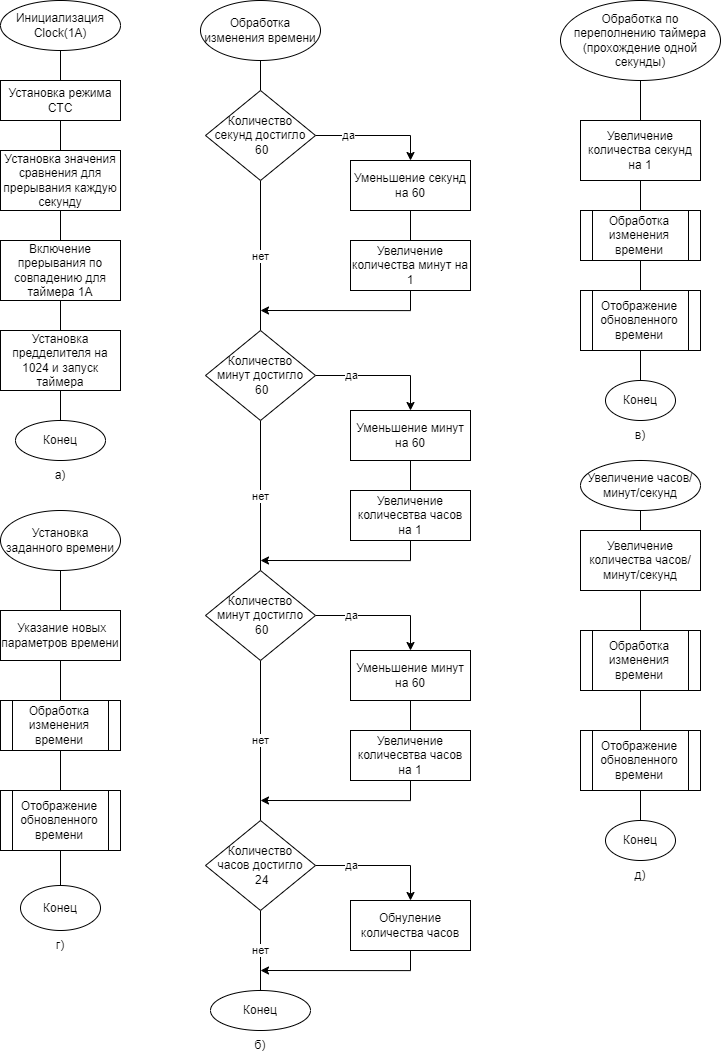 Инициализация
Clock(1A)
Установка режима
CTC
Установка значения
сравнения для
прерывания каждую
секунду
Включение
прерывания по
совпадению для
таймера 1A
Установка
предделителя на
1024 и запуск
таймера
Конец
а)
Установка
заданного времени
Указание новых
параметров времени
Обработка
изменения
времени
Отображение
обновленного
времени
Конец
г)
Обработка
изменения времени
Количество
секунд достигло
60
да
Уменьшение секунд
на 60
Увеличение
количества минут на
1
нет
Количество
минут достигло
60
да
Уменьшение минут
на 60
Увеличение
количесвтва часов
на 1
нет
Количество
минут достигло
60
да
Уменьшение минут
на 60
Увеличение
количесвтва часов
на 1
нет
Количество
часов достигло
24
да
Обнуление
количества часов
нет
Конец
б)
Обработка по
переполнению таймера
(прохождение одной
секунды)
Увеличение
количества секунд
на 1
Обработка
изменения
времени
Отображение
обновленного
времени
Конец
в)
Увеличение часов/
минут/секунд
Увеличение
количества часов/
минут/секунд
Обработка
изменения
времени
Отображение
обновленного
времени
Конец
д)